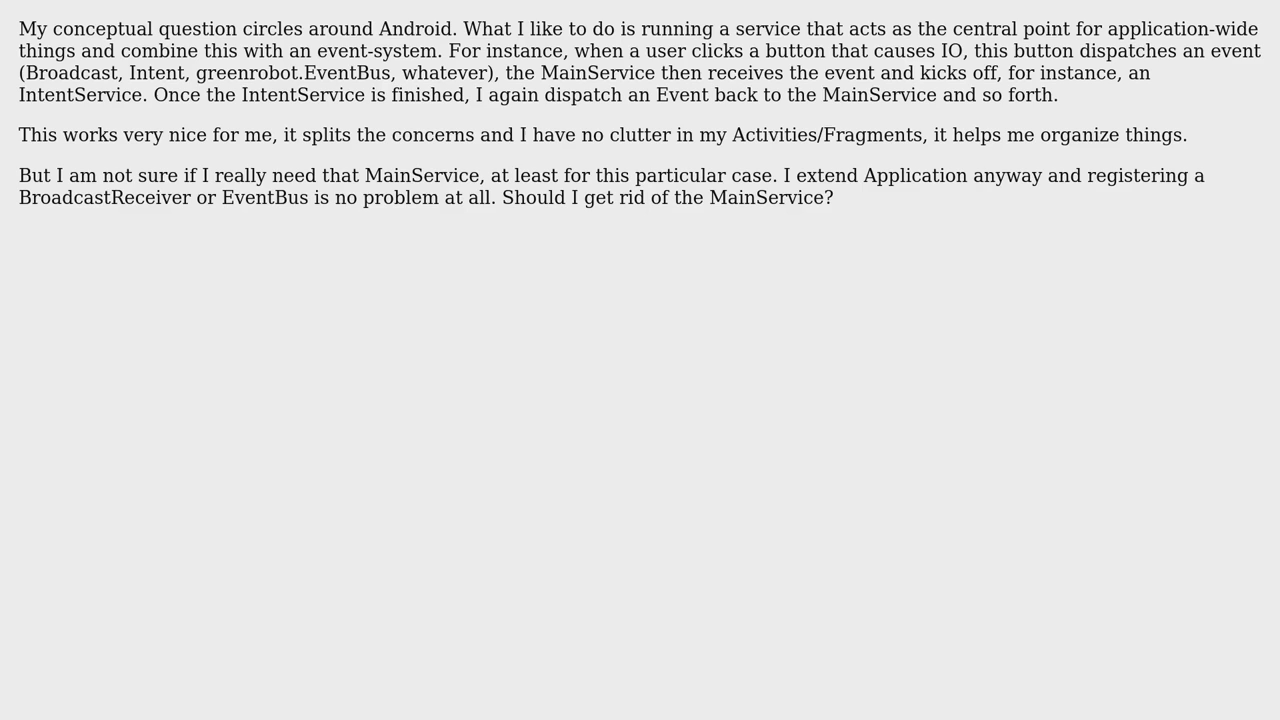 My conceptual question circles around Android. What I like to do is running a service that acts as the central point for application-wide
things and combine this with an event-system. For instance, when a user clicks a button that causes IO, this button dispatches an event
(Broadcast, Intent, greenrobot.EventBus, whatever), the MainService then receives the event and kicks off, for instance, an
IntentService. Once the IntentService is finished, I again dispatch an Event back to the MainService and so forth.
This works very nice for me, it splits the concerns and I have no clutter in my Activities/Fragments, it helps me organize things.
But I am not sure if I really need that MainService, at least for this particular case. I extend Application anyway and registering a
BroadcastReceiver or EventBus is no problem at all. Should I get rid of the MainService?